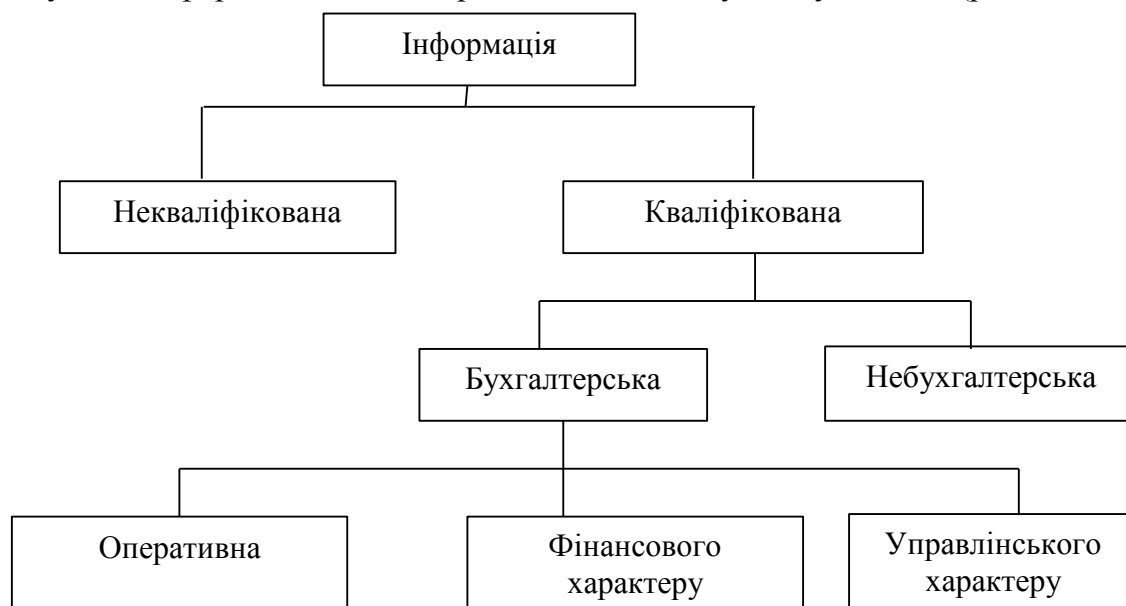 Інформація
Некваліфікована
Кваліфікована
Бухгалтерська
Небухгалтерська
Оперативна
Фінансового
характеру
Управлінського
характеру